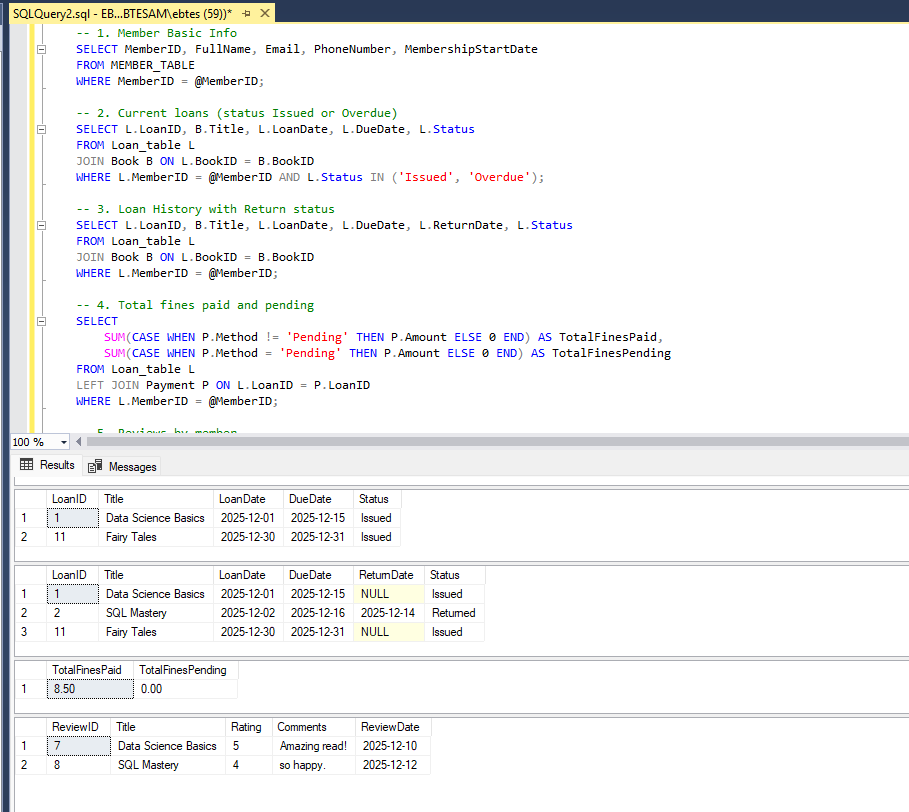 SQLQuery2.sql - EB...BTESAM\ebtes (59))*
-- 1. Member Basic Info
SELECT MemberID, FullName, Email, PhoneNumber, MembershipStartDate
FROM MEMBER_TABLE
WHERE MemberID = @MemberID;
-- 2. Current loans (status Issued or Overdue)
SELECT L.LoanID, B.Title, L.LoanDate, L.DueDate, L.Status
FROM Loan_table L
JOIN Book B ON L.BookID = B.BookID
WHERE L.MemberID = @MemberID AND L.Status IN ('Issued', 'Overdue');
-- 3. Loan History with Return status
SELECT L.LoanID, B.Title, L.LoanDate, L.DueDate, L.ReturnDate, L.Status
FROM Loan_table L
JOIN Book B ON L.BookID = B.BookID
WHERE L.MemberID = @MemberID;
-- 4. Total fines paid and pending
SELECT
SUM(CASE WHEN P.Method != 'Pending' THEN P.Amount ELSE 0 END) AS TotalFinesPaid,
SUM(CASE WHEN P.Method = 'Pending' THEN P.Amount ELSE 0 END) AS TotalFinesPending
FROM Loan_table L
LEFT JOIN Payment P ON L.LoanID = P.LoanID
WHERE L.MemberID = @MemberID;
-- 5. Reviews by member
100 %
Results Messages
LoanID Title LoanDate DueDate Status
1 1 Data Science Basics 2025-12-01 2025-12-15 Issued
2 11 Fairy Tales 2025-12-30 2025-12-31 Issued
LoanID Title LoanDate DueDate ReturnDate Status
1 1 Data Science Basics 2025-12-01 2025-12-15 NULL Issued
2 2 SQL Mastery 2025-12-02 2025-12-16 2025-12-14 Returned
3 11 Fairy Tales 2025-12-30 2025-12-31 NULL Issued
TotalFinesPaid TotalFinesPending
1 8.50 0.00
ReviewID Title Rating Comments ReviewDate
1 7 Data Science Basics 5 Amazing read! 2025-12-10
2 8 SQL Mastery 4 so happy. 2025-12-12